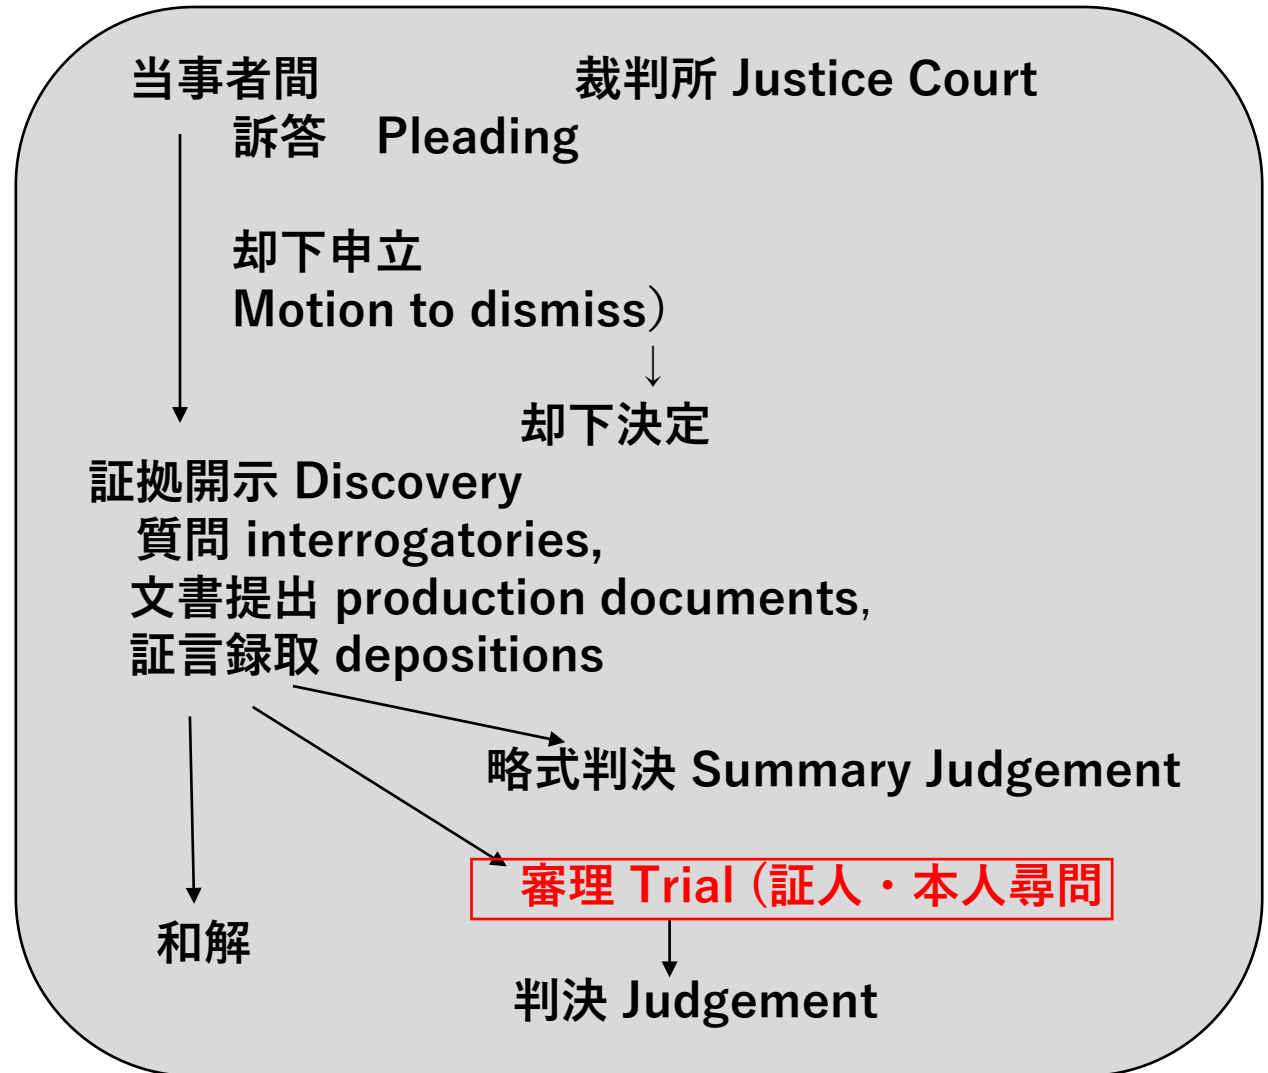 当事者間　裁判所 Justice Court
訴答　Pleading
却下申立
Motion to dismiss）
↓
却下決定
証拠開示 Discovery
質問 interrogatories,
文書提出 production documents,
証言録取 depositions
略式判決 Summary Judgement
審理 Trial (証人・本人尋問
和解
判決 Judgement